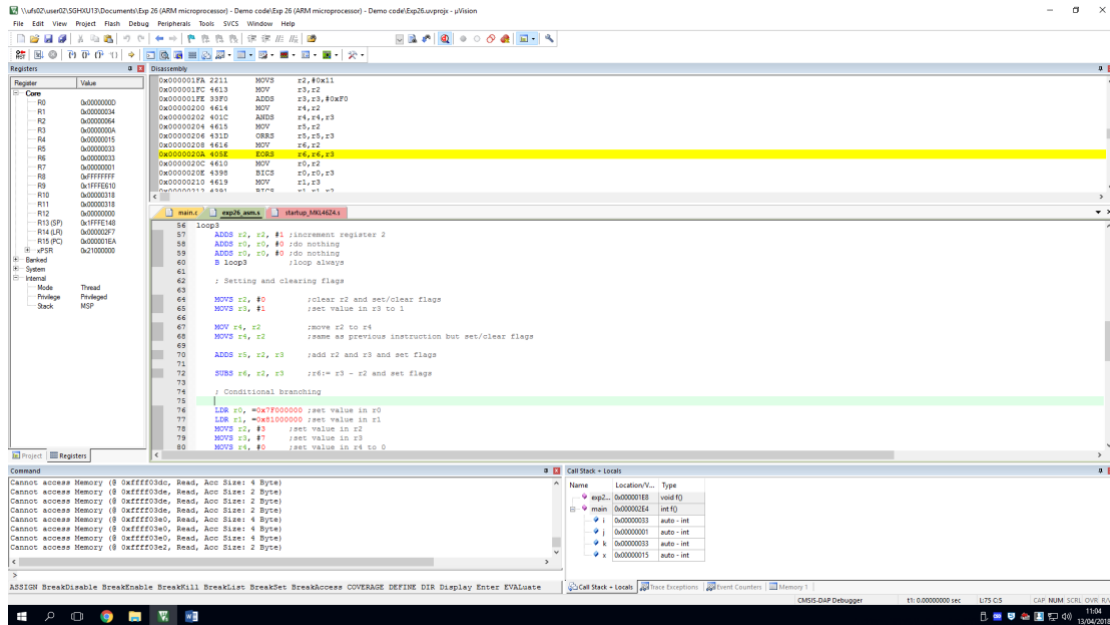 \\ufs02\user02\SGHXU13\Documents\Exp 26 (ARM microprocessor) - Demo code\Exp 26 (ARM microprocessor) - Demo code\Exp26.uvprojx - µVision
File Edit View Project Flash Debug Peripherals Tools SVCS Window Help
Registers
Register Value
Core
R0 0x0000000D
R1 0x00000034
R2 0x00000064
R3 0x0000000A
R4 0x00000015
R5 0x00000033
R6 0x00000033
R7 0x00000001
R8 0xFFFFFFFF
R9 0x1FFFE610
R10 0x00000318
R11 0x00000318
R12 0x00000000
R13 (SP) 0x1FFFE148
R14 (LR) 0x000002F7
R15 (PC) 0x000001EA
xPSR 0x21000000
Banked
System
Internal
Mode Thread
Privilege Privileged
Stack MSP
Project Registers
Disassembly
0x000001FA 2211 MOVS r2,#0x11
0x000001FC 4613 MOV r3,r2
0x000001FE 33F0 ADDS r3,r3,#0xF0
0x00000200 4614 MOV r4,r2
0x00000202 401C ANDS r4,r4,r3
0x00000204 4615 MOV r5,r2
0x00000206 431D ORRS r5,r5,r3
0x00000208 4616 MOV r6,r2
0x0000020A 405E EORS r6,r6,r3
0x0000020C 4610 MOV r0,r2
0x0000020E 4398 BICS r0,r0,r3
0x00000210 4619 MOV r1,r3
0x00000212 4391 BICS r1,r1,r2
main.c exp26_asm.s startup_MKL46Z4.s
56 loop3
57 ADDS r2, r2, #1 ;increment register 2
58 ADDS r0, r0, #0 ;do nothing
59 ADDS r0, r0, #0 ;do nothing
60 B loop3 ;loop always
61
62 ; Setting and clearing flags
63
64 MOVS r2, #0 ;clear r2 and set/clear flags
65 MOVS r3, #1 ;set value in r3 to 1
66
67 MOV r4, r2 ;move r2 to r4
68 MOVS r4, r2 ;same as previous instruction but set/clear flags
69
70 ADDS r5, r2, r3 ;add r2 and r3 and set flags
71
72 SUBS r6, r2, r3 ;r6:= r3 - r2 and set flags
73
74 ; Conditional branching
75
76 LDR r0, =0x7F000000 ;set value in r0
77 LDR r1, =0x81000000 ;set value in r1
78 MOVS r2, #3 ;set value in r2
79 MOVS r3, #7 ;set value in r3
80 MOVS r4, #0 ;set value in r4 to 0
Command
Cannot access Memory (@ 0xffff03dc, Read, Acc Size: 4 Byte)
Cannot access Memory (@ 0xffff03de, Read, Acc Size: 2 Byte)
Cannot access Memory (@ 0xffff03de, Read, Acc Size: 2 Byte)
Cannot access Memory (@ 0xffff03de, Read, Acc Size: 2 Byte)
Cannot access Memory (@ 0xffff03e0, Read, Acc Size: 4 Byte)
Cannot access Memory (@ 0xffff03e0, Read, Acc Size: 4 Byte)
Cannot access Memory (@ 0xffff03e0, Read, Acc Size: 4 Byte)
Cannot access Memory (@ 0xffff03e2, Read, Acc Size: 2 Byte)
>
ASSIGN BreakDisable BreakEnable BreakKill BreakList BreakSet BreakAccess COVERAGE DEFINE DIR Display Enter EVALuate
Call Stack + Locals
Name Location/V... Type
exp2... 0x000001E8 void f()
main 0x000002E4 int f()
i 0x00000033 auto - int
j 0x00000001 auto - int
k 0x00000033 auto - int
x 0x00000015 auto - int
Call Stack + Locals Trace Exceptions Event Counters Memory 1
CMSIS-DAP Debugger t1: 0.00000000 sec L:75 C:5 CAP NUM SCRL OVR R/W
11:04
13/04/2018